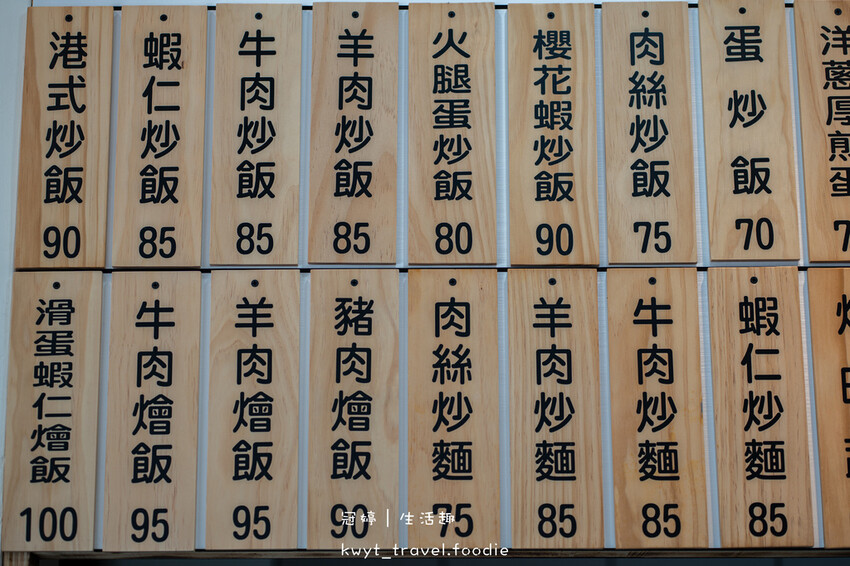 港式炒飯 90
蝦仁炒飯 85
牛肉炒飯 85
羊肉炒飯 85
火腿蛋炒飯 80
櫻花蝦炒飯 90
肉絲炒飯 75
蛋炒飯 70
洋蔥厚煎蛋 7
滑蛋蝦仁燴飯 100
牛肉燴飯 95
羊肉燴飯 95
豬肉燴飯 90
肉絲炒麵 75
羊肉炒麵 85
牛肉炒麵 85
蝦仁炒麵 85
冠婷｜生活趣
kwyt_travel.foodie